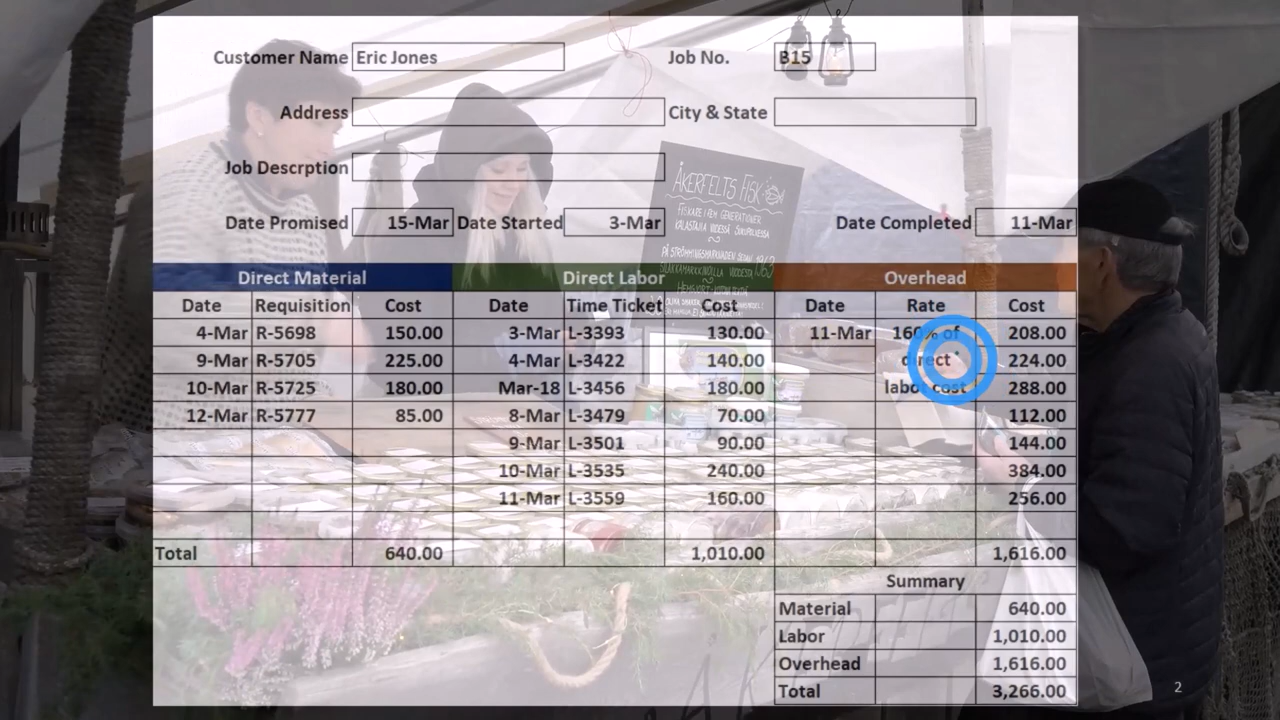 Customer Name Eric Jones Job No. B15
Address City & State
Job Descrption
Date Promised 15-Mar Date Started 3-Mar Date Completed 11-Mar
Direct Material Direct Labor Overhead
Date Requisition Cost Date Time Ticket Cost Date Rate Cost
4-Mar R-5698 150.00 3-Mar L-3393 130.00 11-Mar 160% of 208.00
9-Mar R-5705 225.00 4-Mar L-3422 140.00 direct 224.00
10-Mar R-5725 180.00 Mar-18 L-3456 180.00 labor cost 288.00
12-Mar R-5777 85.00 8-Mar L-3479 70.00 112.00
9-Mar L-3501 90.00 144.00
10-Mar L-3535 240.00 384.00
11-Mar L-3559 160.00 256.00
Total 640.00 1,010.00 1,616.00
Summary
Material 640.00
Labor 1,010.00
Overhead 1,616.00
Total 3,266.00
ÅKERFELTS FISK
FISKARE I FEM GENERATIONER
1963
2